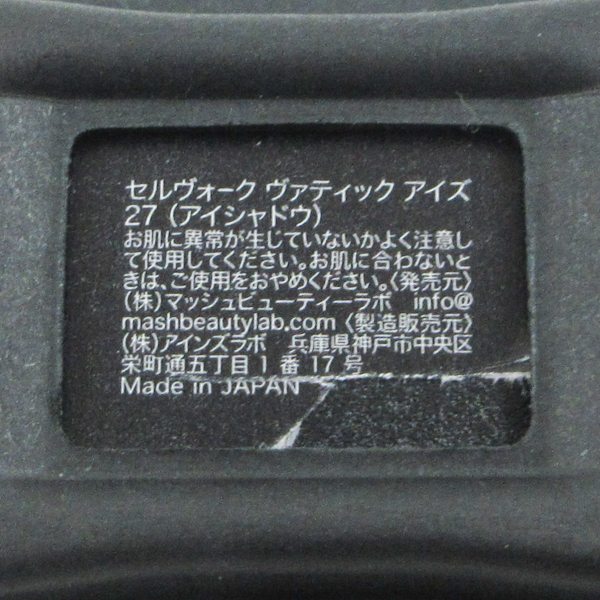 セルヴォーク ヴァティック アイズ
27 (アイシャドウ)
お肌に異常が生じていないかよく注意し
て使用してください。お肌に合わないと
きは、ご使用をおやめください。〈発売元〉
(株)マッシュビューティーラボ info@
mashbeautylab.com 〈製造販売元〉
(株)アインズラボ 兵庫県神戸市中央区
栄町通五丁目1番17号
Made in JAPAN